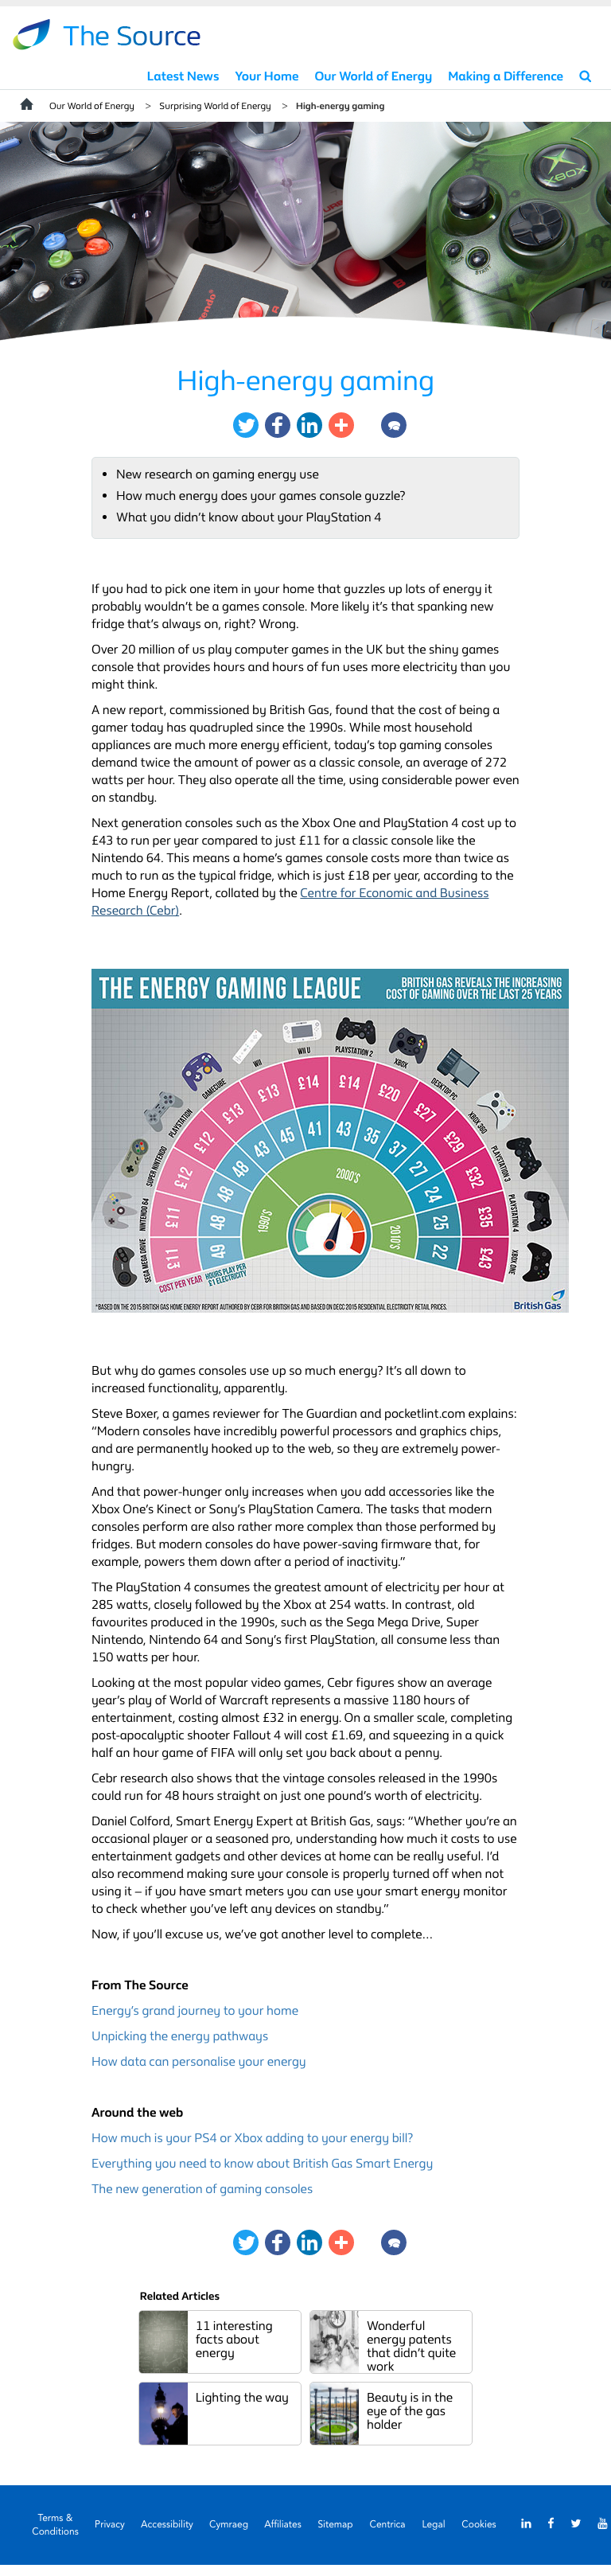 The Source
Latest News Your Home Our World of Energy Making a Difference
Our World of Energy > Surprising World of Energy > High-energy gaming
XBOX
BACK START
High-energy gaming
• New research on gaming energy use
• How much energy does your games console guzzle?
• What you didn't know about your PlayStation 4
If you had to pick one item in your home that guzzles up lots of energy it
probably wouldn't be a games console. More likely it's that spanking new
fridge that's always on, right? Wrong.
Over 20 million of us play computer games in the UK but the shiny games
console that provides hours and hours of fun uses more electricity than you
might think.
A new report, commissioned by British Gas, found that the cost of being a
gamer today has quadrupled since the 1990s. While most household
appliances are much more energy efficient, today's top gaming consoles
demand twice the amount of power as a classic console, an average of 272
watts per hour. They also operate all the time, using considerable power even
on standby.
Next generation consoles such as the Xbox One and PlayStation 4 cost up to
£43 to run per year compared to just £11 for a classic console like the
Nintendo 64. This means a home's games console costs more than twice as
much to run as the typical fridge, which is just £18 per year, according to the
Home Energy Report, collated by the Centre for Economic and Business
Research (Cebr).
THE ENERGY GAMING LEAGUE
BRITISH GAS REVEALS THE INCREASING
COST OF GAMING OVER THE LAST 25 YEARS
SEGA MEGA DRIVE £11 49
NINTENDO 64 £11 48
SUPER NINTENDO £12 48
PLAYSTATION £12 48
GAMECUBE £13 43
WII £13 45
WII U £14 41
PLAYSTATION 2 £14 43
XBOX £20 35
DESKTOP PC £27 37
XBOX 360 £29 27
PLAYSTATION 3 £32 24
PLAYSTATION 4 £35 25
XBOX ONE £43 22
1990'S
2000'S
2010'S
COST PER YEAR
HOURS PLAY PER
£1 ELECTRICITY
*BASED ON THE 2015 BRITISH GAS HOME ENERGY REPORT AUTHORED BY CEBR FOR BRITISH GAS AND BASED ON DECC 2015 RESIDENTIAL ELECTRICITY RETAIL PRICES.
British Gas
But why do games consoles use up so much energy? It's all down to
increased functionality, apparently.
Steve Boxer, a games reviewer for The Guardian and pocketlint.com explains:
"Modern consoles have incredibly powerful processors and graphics chips,
and are permanently hooked up to the web, so they are extremely power-
hungry.
And that power-hunger only increases when you add accessories like the
Xbox One's Kinect or Sony's PlayStation Camera. The tasks that modern
consoles perform are also rather more complex than those performed by
fridges. But modern consoles do have power-saving firmware that, for
example, powers them down after a period of inactivity."
The PlayStation 4 consumes the greatest amount of electricity per hour at
285 watts, closely followed by the Xbox at 254 watts. In contrast, old
favourites produced in the 1990s, such as the Sega Mega Drive, Super
Nintendo, Nintendo 64 and Sony's first PlayStation, all consume less than
150 watts per hour.
Looking at the most popular video games, Cebr figures show an average
year's play of World of Warcraft represents a massive 1180 hours of
entertainment, costing almost £32 in energy. On a smaller scale, completing
post-apocalyptic shooter Fallout 4 will cost £1.69, and squeezing in a quick
half an hour game of FIFA will only set you back about a penny.
Cebr research also shows that the vintage consoles released in the 1990s
could run for 48 hours straight on just one pound's worth of electricity.
Daniel Colford, Smart Energy Expert at British Gas, says: "Whether you're an
occasional player or a seasoned pro, understanding how much it costs to use
entertainment gadgets and other devices at home can be really useful. I'd
also recommend making sure your console is properly turned off when not
using it – if you have smart meters you can use your smart energy monitor
to check whether you've left any devices on standby."
Now, if you'll excuse us, we've got another level to complete…
From The Source
Energy's grand journey to your home
Unpicking the energy pathways
How data can personalise your energy
Around the web
How much is your PS4 or Xbox adding to your energy bill?
Everything you need to know about British Gas Smart Energy
The new generation of gaming consoles
Related Articles
11 interesting
facts about
energy
Wonderful
energy patents
that didn't quite
work
Lighting the way
Beauty is in the
eye of the gas
holder
Terms &
Conditions
Privacy Accessibility Cymraeg Affiliates Sitemap Centrica Legal Cookies